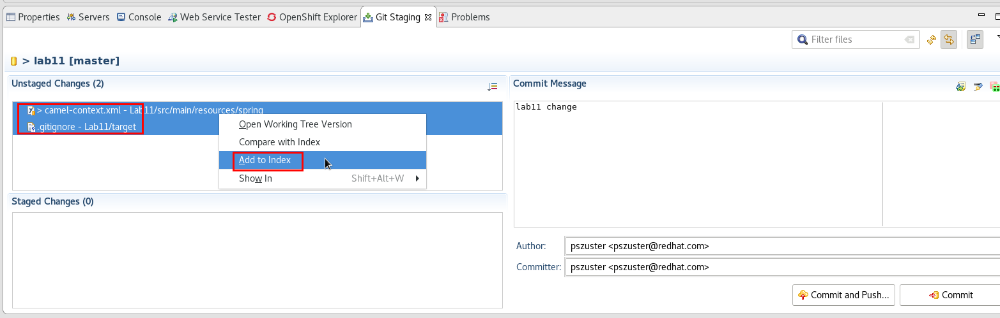 Properties Servers Console Web Service Tester OpenShift Explorer Git Staging Problems
Filter files
> lab11 [master]
Unstaged Changes (2)
> camel-context.xml - Lab11/src/main/resources/spring
.gitignore - Lab11/target
Open Working Tree Version
Compare with Index
Add to Index
Show In Shift+Alt+W
Staged Changes (0)
Commit Message
lab11 change
Author: pszuster <pszuster@redhat.com>
Committer: pszuster <pszuster@redhat.com>
Commit and Push... Commit